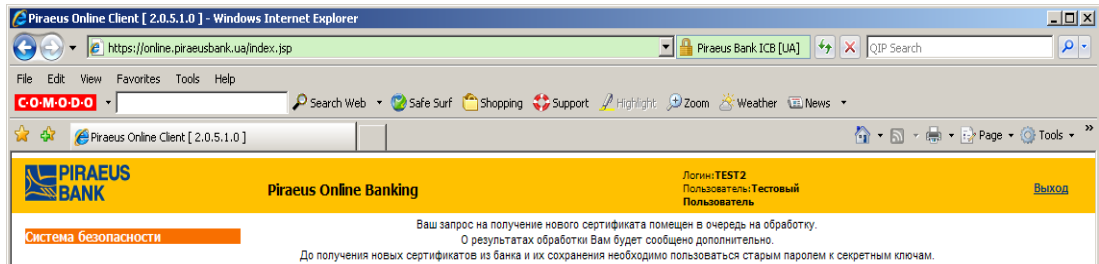 Piraeus Online Client [ 2.0.5.1.0 ] - Windows Internet Explorer
https://online.piraeusbank.ua/index.jsp Piraeus Bank ICB [UA] QIP Search
File Edit View Favorites Tools Help
C·O·M·O·D·O Search Web Safe Surf Shopping Support Highlight Zoom Weather News
Piraeus Online Client [ 2.0.5.1.0 ] Page Tools »
PIRAEUS
BANK
Piraeus Online Banking
Логин:TEST2
Пользователь:Тестовый
Пользователь
Выход
Система безопасности
Ваш запрос на получение нового сертификата помещен в очередь на обработку.
О результатах обработки Вам будет сообщено дополнительно.
До получения новых сертификатов из банка и их сохранения необходимо пользоваться старым паролем к секретным ключам.